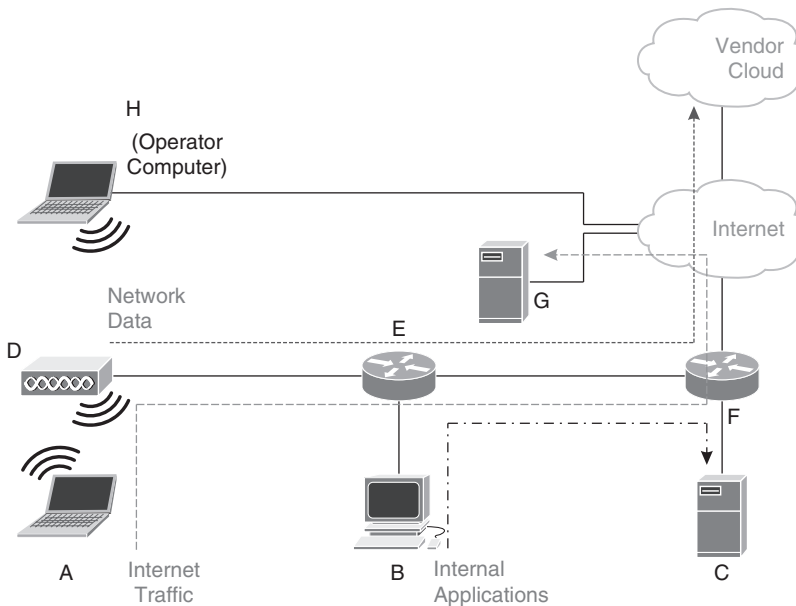 Vendor
Cloud
H
(Operator
Computer)
Internet
G
Network
Data
E
D
F
A
Internet
Traffic
B
Internal
Applications
C